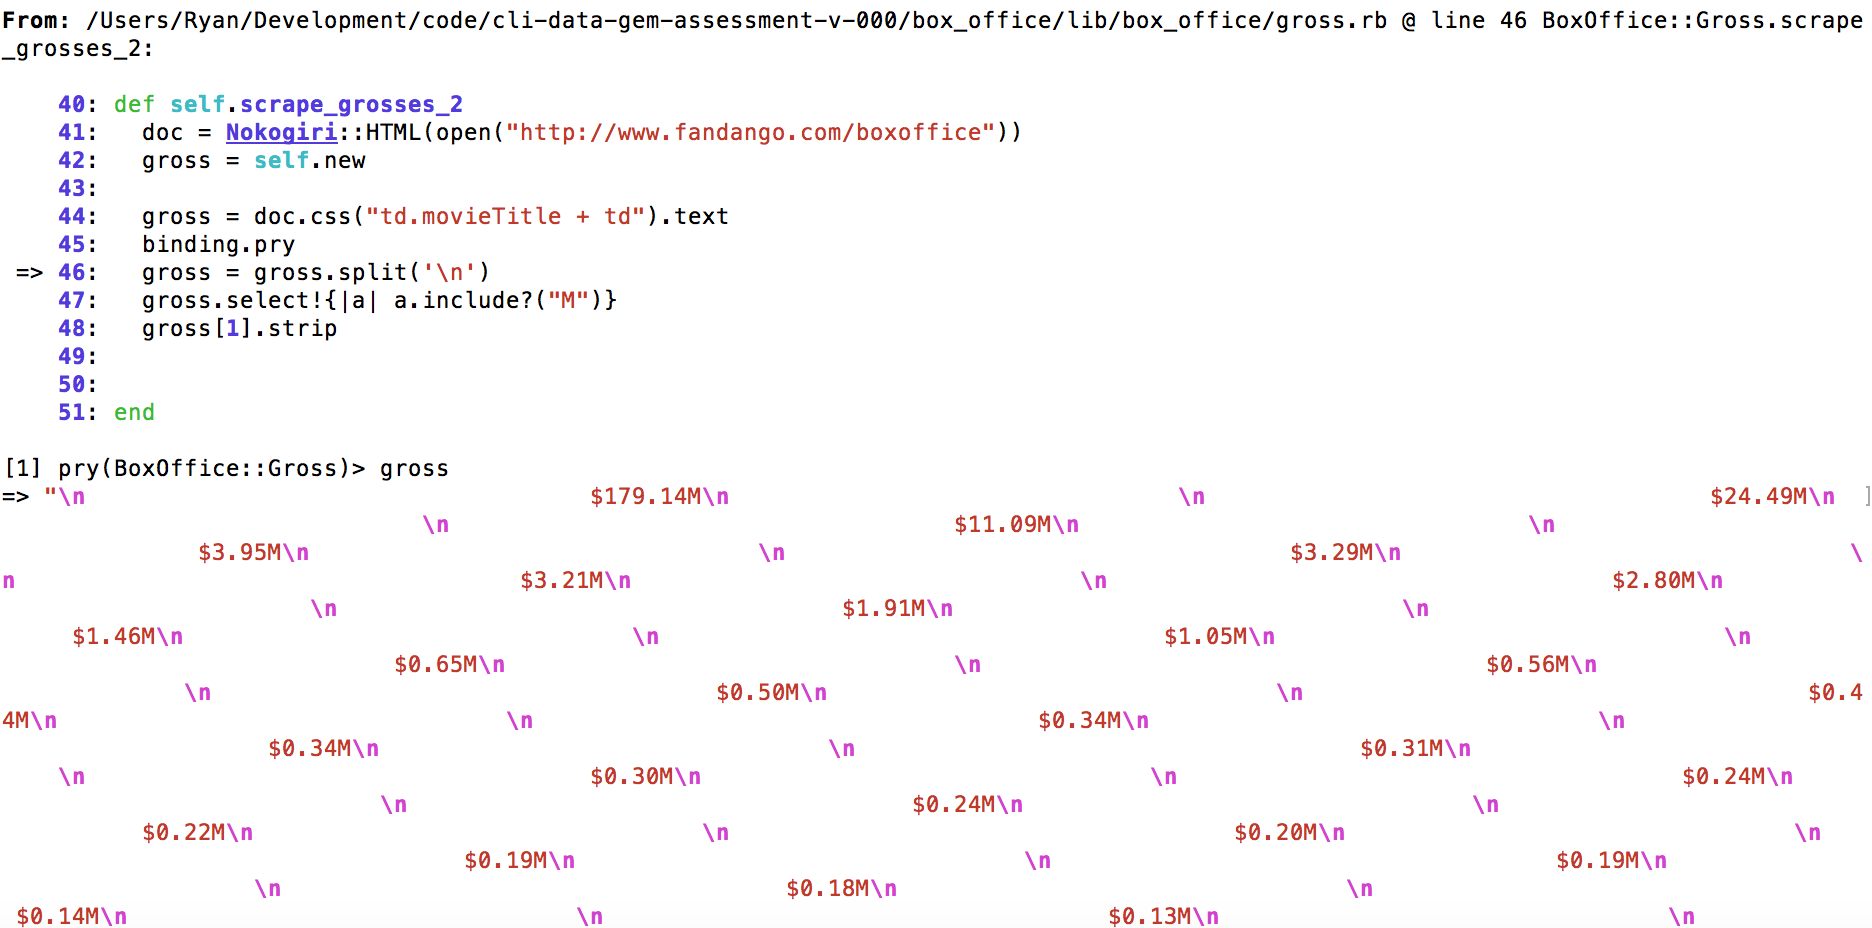 From: /Users/Ryan/Development/code/cli-data-gem-assessment-v-000/box_office/lib/box_office/gross.rb @ line 46 BoxOffice::Gross.scrape
_grosses_2:
40: def self.scrape_grosses_2
41:   doc = Nokogiri::HTML(open("http://www.fandango.com/boxoffice"))
42:   gross = self.new
43:
44:   gross = doc.css("td.movieTitle + td").text
45:   binding.pry
=> 46:   gross = gross.split('\n')
47:   gross.select!{|a| a.include?("M")}
48:   gross[1].strip
49:
50:
51: end
[1] pry(BoxOffice::Gross)> gross
=> "\n $179.14M\n \n $24.49M\n ]
\n $11.09M\n \n
$3.95M\n \n $3.29M\n \
n $3.21M\n \n $2.80M\n
\n $1.91M\n \n
$1.46M\n \n $1.05M\n \n
$0.65M\n \n $0.56M\n
\n $0.50M\n \n $0.4
4M\n \n $0.34M\n \n
$0.34M\n \n $0.31M\n
\n $0.30M\n \n $0.24M\n
\n $0.24M\n \n
$0.22M\n \n $0.20M\n \n
$0.19M\n \n $0.19M\n
\n $0.18M\n \n
$0.14M\n \n $0.13M\n \n